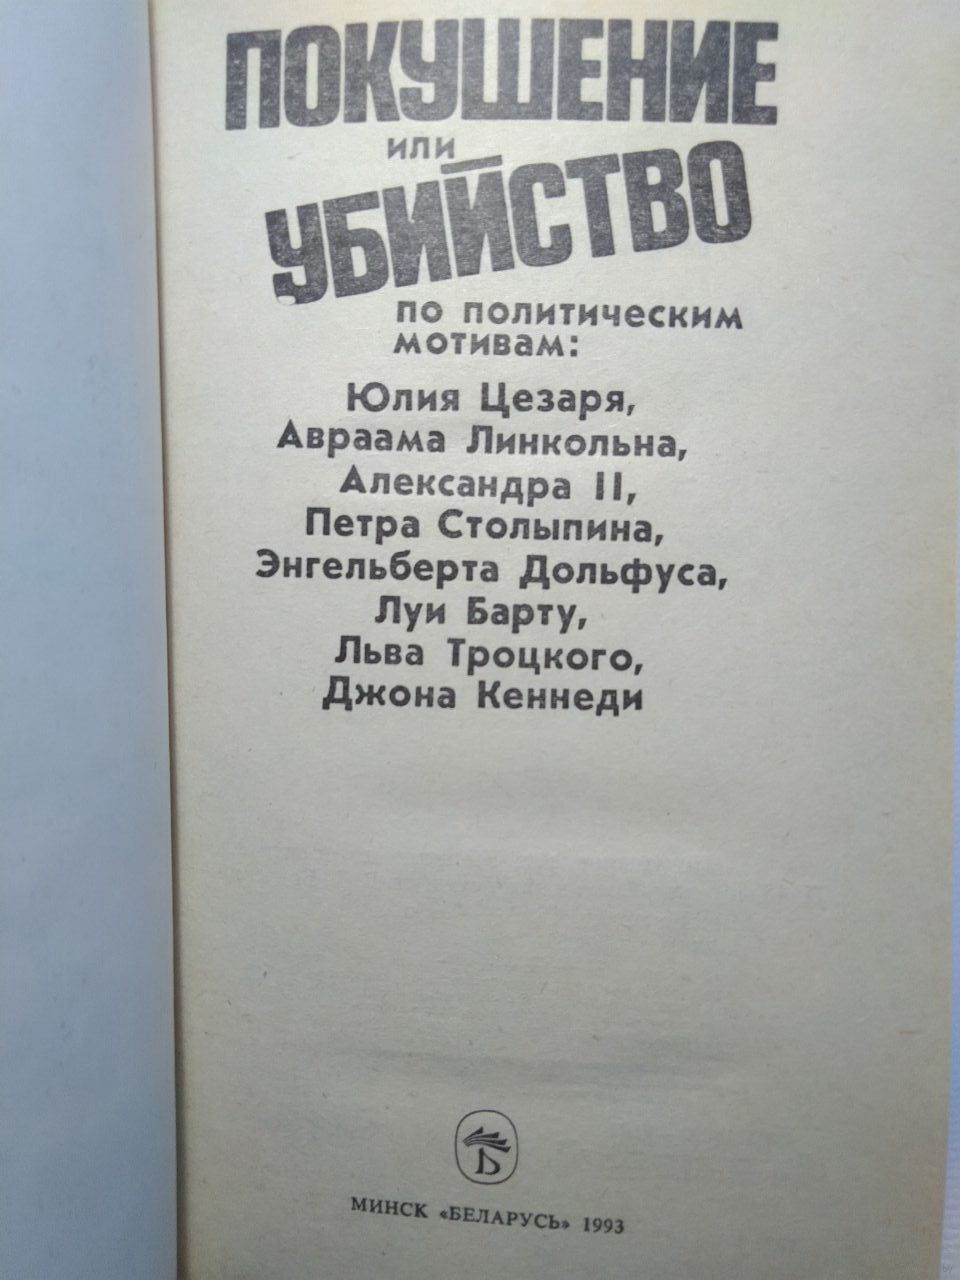 ПОКУШЕНИЕ
или
УБИЙСТВО
по политическим
мотивам:
Юлия Цезаря,
Авраама Линкольна,
Александра II,
Петра Столыпина,
Энгельберта Дольфуса,
Луи Барту,
Льва Троцкого,
Джона Кеннеди
Б
МИНСК «БЕЛАРУСЬ» 1993